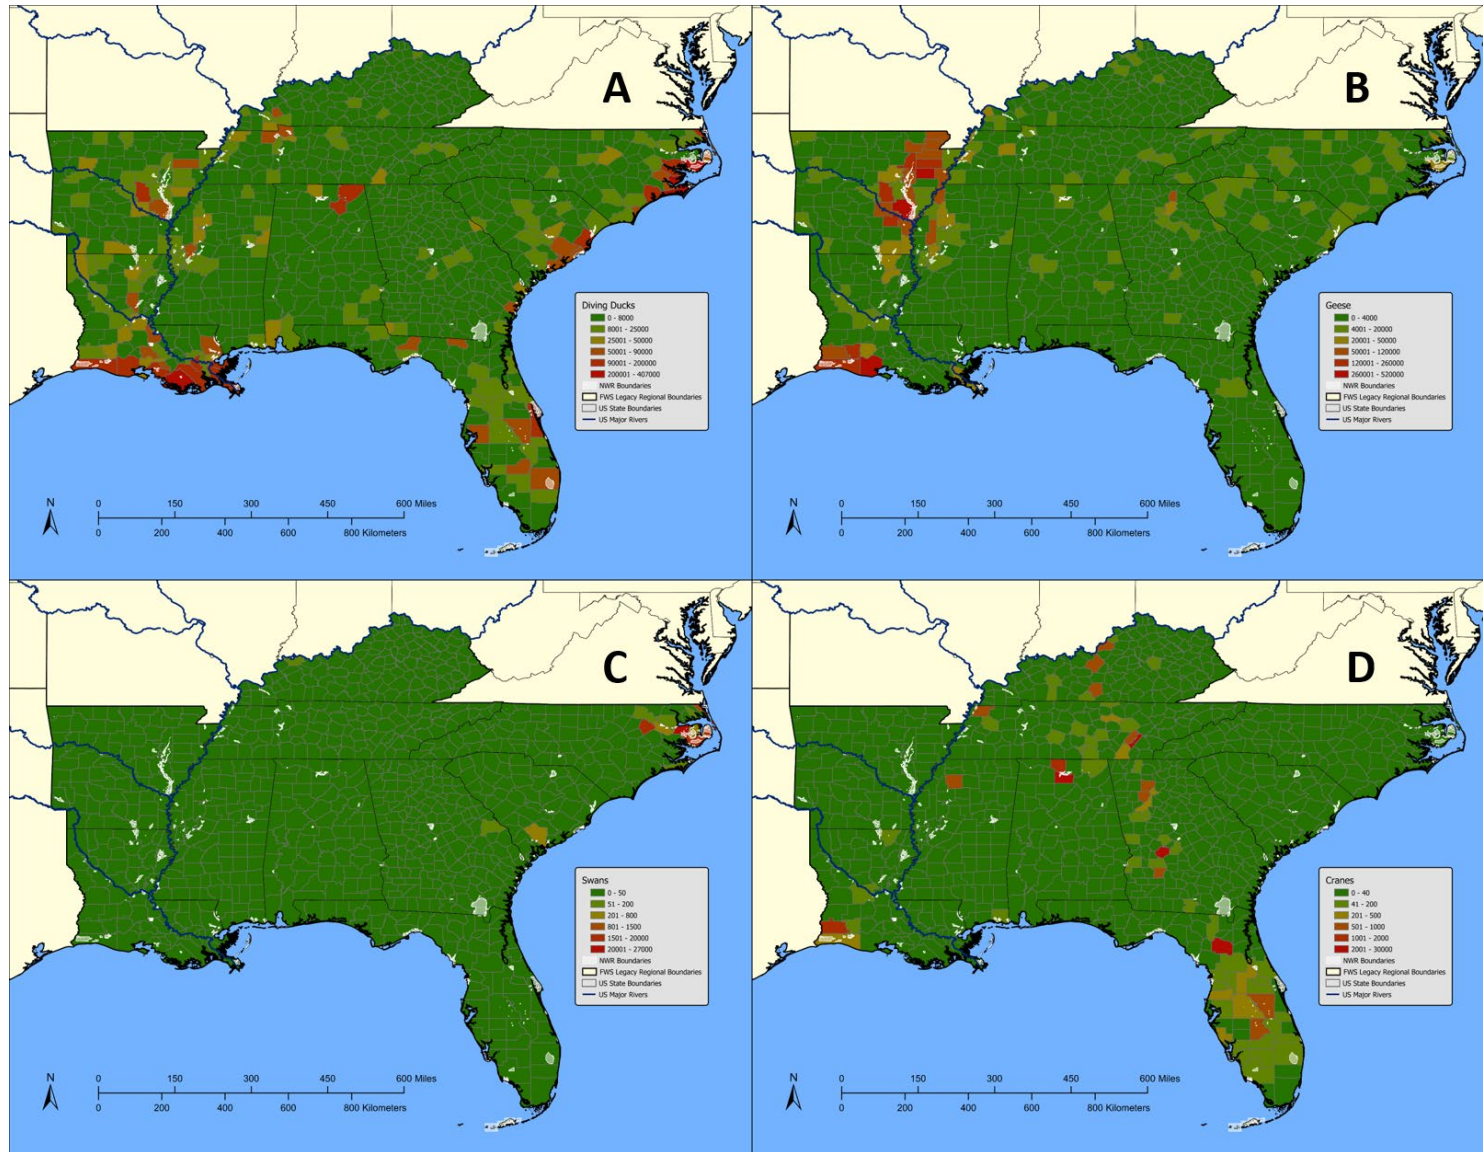 A
Diving Ducks
0 - 8000
8001 - 25000
25001 - 50000
50001 - 90000
90001 - 200000
200001 - 407000
NWR Boundaries
FWS Legacy Regional Boundaries
US State Boundaries
US Major Rivers
N
0 150 300 450 600 Miles
0 200 400 600 800 Kilometers
B
Geese
0 - 4000
4001 - 20000
20001 - 50000
50001 - 120000
120001 - 260000
260001 - 520000
NWR Boundaries
FWS Legacy Regional Boundaries
US State Boundaries
US Major Rivers
N
0 150 300 450 600 Miles
0 200 400 600 800 Kilometers
C
Swans
0 - 50
51 - 200
201 - 800
801 - 1500
1501 - 20000
20001 - 27000
NWR Boundaries
FWS Legacy Regional Boundaries
US State Boundaries
US Major Rivers
N
0 150 300 450 600 Miles
0 200 400 600 800 Kilometers
D
Cranes
0 - 40
41 - 200
201 - 500
501 - 1000
1001 - 2000
2001 - 30000
NWR Boundaries
FWS Legacy Regional Boundaries
US State Boundaries
US Major Rivers
N
0 150 300 450 600 Miles
0 200 400 600 800 Kilometers